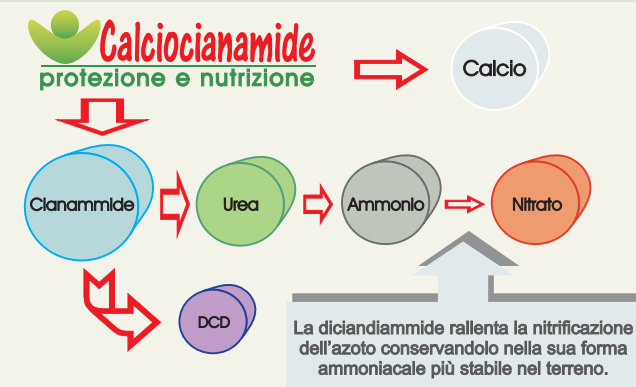 Calciocianamide
protezione e nutrizione
Calcio
Cianammide
Urea
Ammonio
Nitrato
DCD
La diciandiammide rallenta la nitrificazione
dell'azoto conservandolo nella sua forma
ammoniacale più stabile nel terreno.